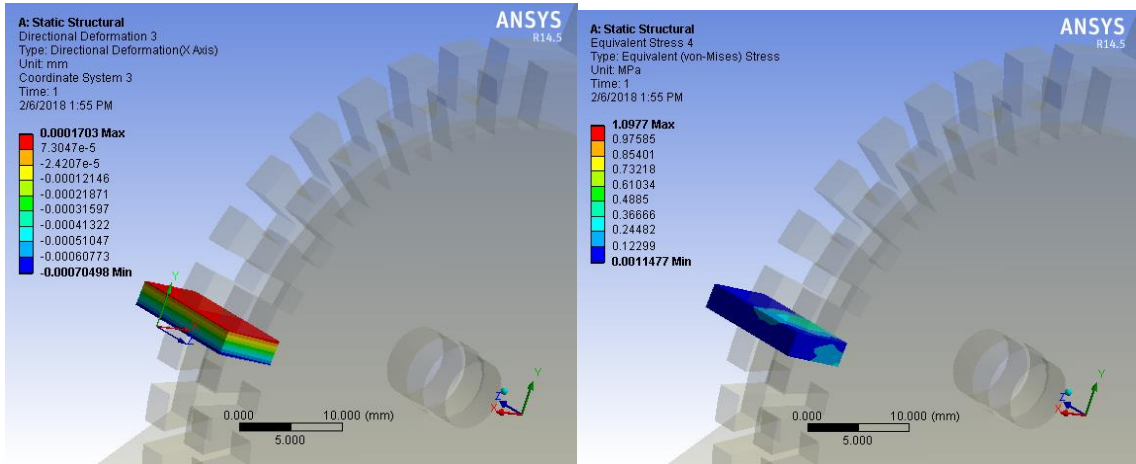 A: Static Structural
Directional Deformation 3
Type: Directional Deformation(X Axis)
Unit: mm
Coordinate System 3
Time: 1
2/6/2018 1:55 PM
0.0001703 Max
7.3047e-5
-2.4207e-5
-0.00012146
-0.00021871
-0.00031597
-0.00041322
-0.00051047
-0.00060773
-0.00070498 Min
ANSYS
R14.5
Y
Z
0.000
10.000 (mm)
5.000
Y
Z
X
A: Static Structural
Equivalent Stress 4
Type: Equivalent (von-Mises) Stress
Unit: MPa
Time: 1
2/6/2018 1:55 PM
1.0977 Max
0.97585
0.85401
0.73218
0.61034
0.4885
0.36666
0.24482
0.12299
0.0011477 Min
ANSYS
R14.5
0.000
10.000 (mm)
5.000
Y
Z
X